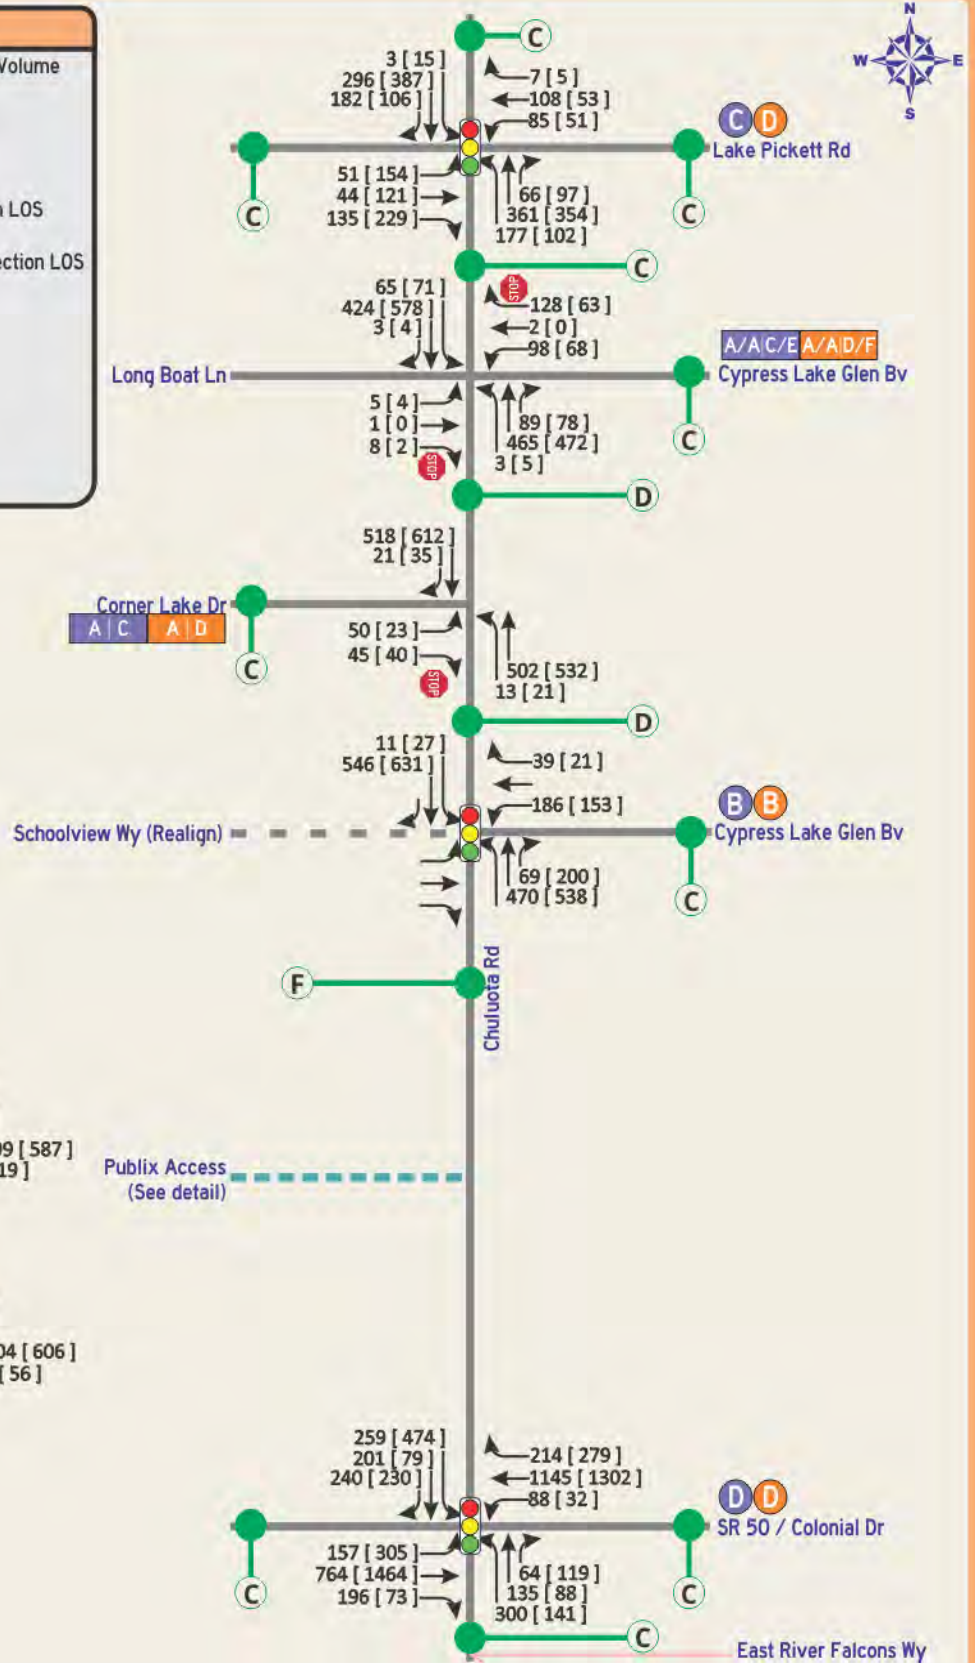 Volume
LOS
ection LOS
N
W E
S
C
3 [ 15 ]
296 [ 387 ]
182 [ 106 ]
7 [ 5 ]
108 [ 53 ]
85 [ 51 ]
C D
Lake Pickett Rd
C
C
51 [ 154 ]
44 [ 121 ]
135 [ 229 ]
66 [ 97 ]
361 [ 354 ]
177 [ 102 ]
C
65 [ 71 ]
424 [ 578 ]
3 [ 4 ]
STOP
128 [ 63 ]
2 [ 0 ]
98 [ 68 ]
A/A C/E A/A D/F
Long Boat Ln
Cypress Lake Glen Bv
C
5 [ 4 ]
1 [ 0 ]
8 [ 2 ]
STOP
89 [ 78 ]
465 [ 472 ]
3 [ 5 ]
D
518 [ 612 ]
21 [ 35 ]
Corner Lake Dr
A | C A | D
C
50 [ 23 ]
45 [ 40 ]
STOP
502 [ 532 ]
13 [ 21 ]
D
11 [ 27 ]
546 [ 631 ]
39 [ 21 ]
186 [ 153 ]
B B
Schoolview Wy (Realign)
Cypress Lake Glen Bv
C
69 [ 200 ]
470 [ 538 ]
F
Chuluota Rd
99 [ 587 ]
19 ]
Publix Access
(See detail)
04 [ 606 ]
[ 56 ]
259 [ 474 ]
201 [ 79 ]
240 [ 230 ]
214 [ 279 ]
1145 [ 1302 ]
88 [ 32 ]
D D
SR 50 / Colonial Dr
C
C
157 [ 305 ]
764 [ 1464 ]
196 [ 73 ]
64 [ 119 ]
135 [ 88 ]
300 [ 141 ]
C
East River Falcons Wy